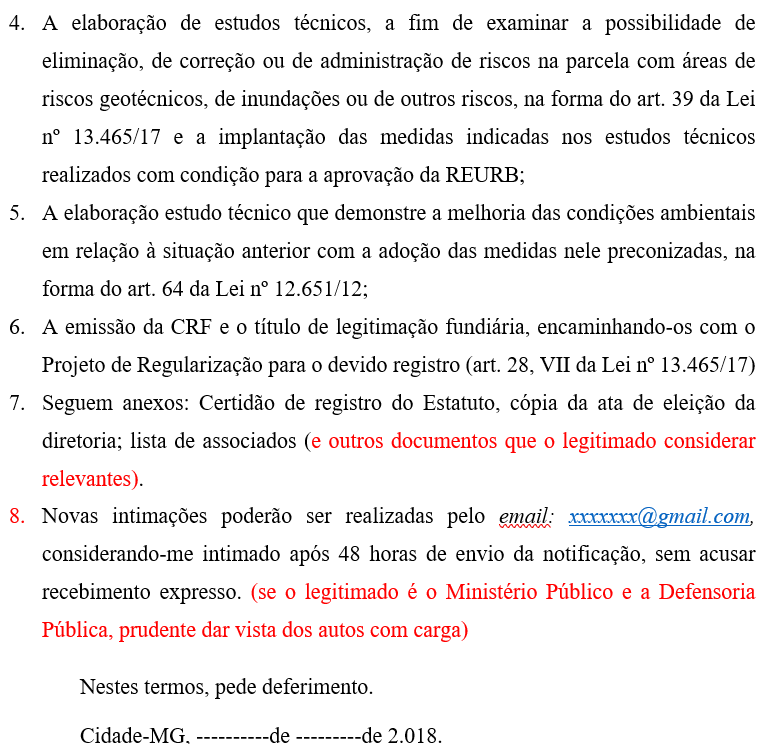 4. A elaboração de estudos técnicos, a fim de examinar a possibilidade de
eliminação, de correção ou de administração de riscos na parcela com áreas de
riscos geotécnicos, de inundações ou de outros riscos, na forma do art. 39 da Lei
nº 13.465/17 e a implantação das medidas indicadas nos estudos técnicos
realizados com condição para a aprovação da REURB;
5. A elaboração estudo técnico que demonstre a melhoria das condições ambientais
em relação à situação anterior com a adoção das medidas nele preconizadas, na
forma do art. 64 da Lei nº 12.651/12;
6. A emissão da CRF e o título de legitimação fundiária, encaminhando-os com o
Projeto de Regularização para o devido registro (art. 28, VII da Lei nº 13.465/17)
7. Seguem anexos: Certidão de registro do Estatuto, cópia da ata de eleição da
diretoria; lista de associados (e outros documentos que o legitimado considerar
relevantes).
8. Novas intimações poderão ser realizadas pelo email: xxxxxxx@gmail.com,
considerando-me intimado após 48 horas de envio da notificação, sem acusar
recebimento expresso. (se o legitimado é o Ministério Público e a Defensoria
Pública, prudente dar vista dos autos com carga)
Nestes termos, pede deferimento.
Cidade-MG, ----------de ---------de 2.018.